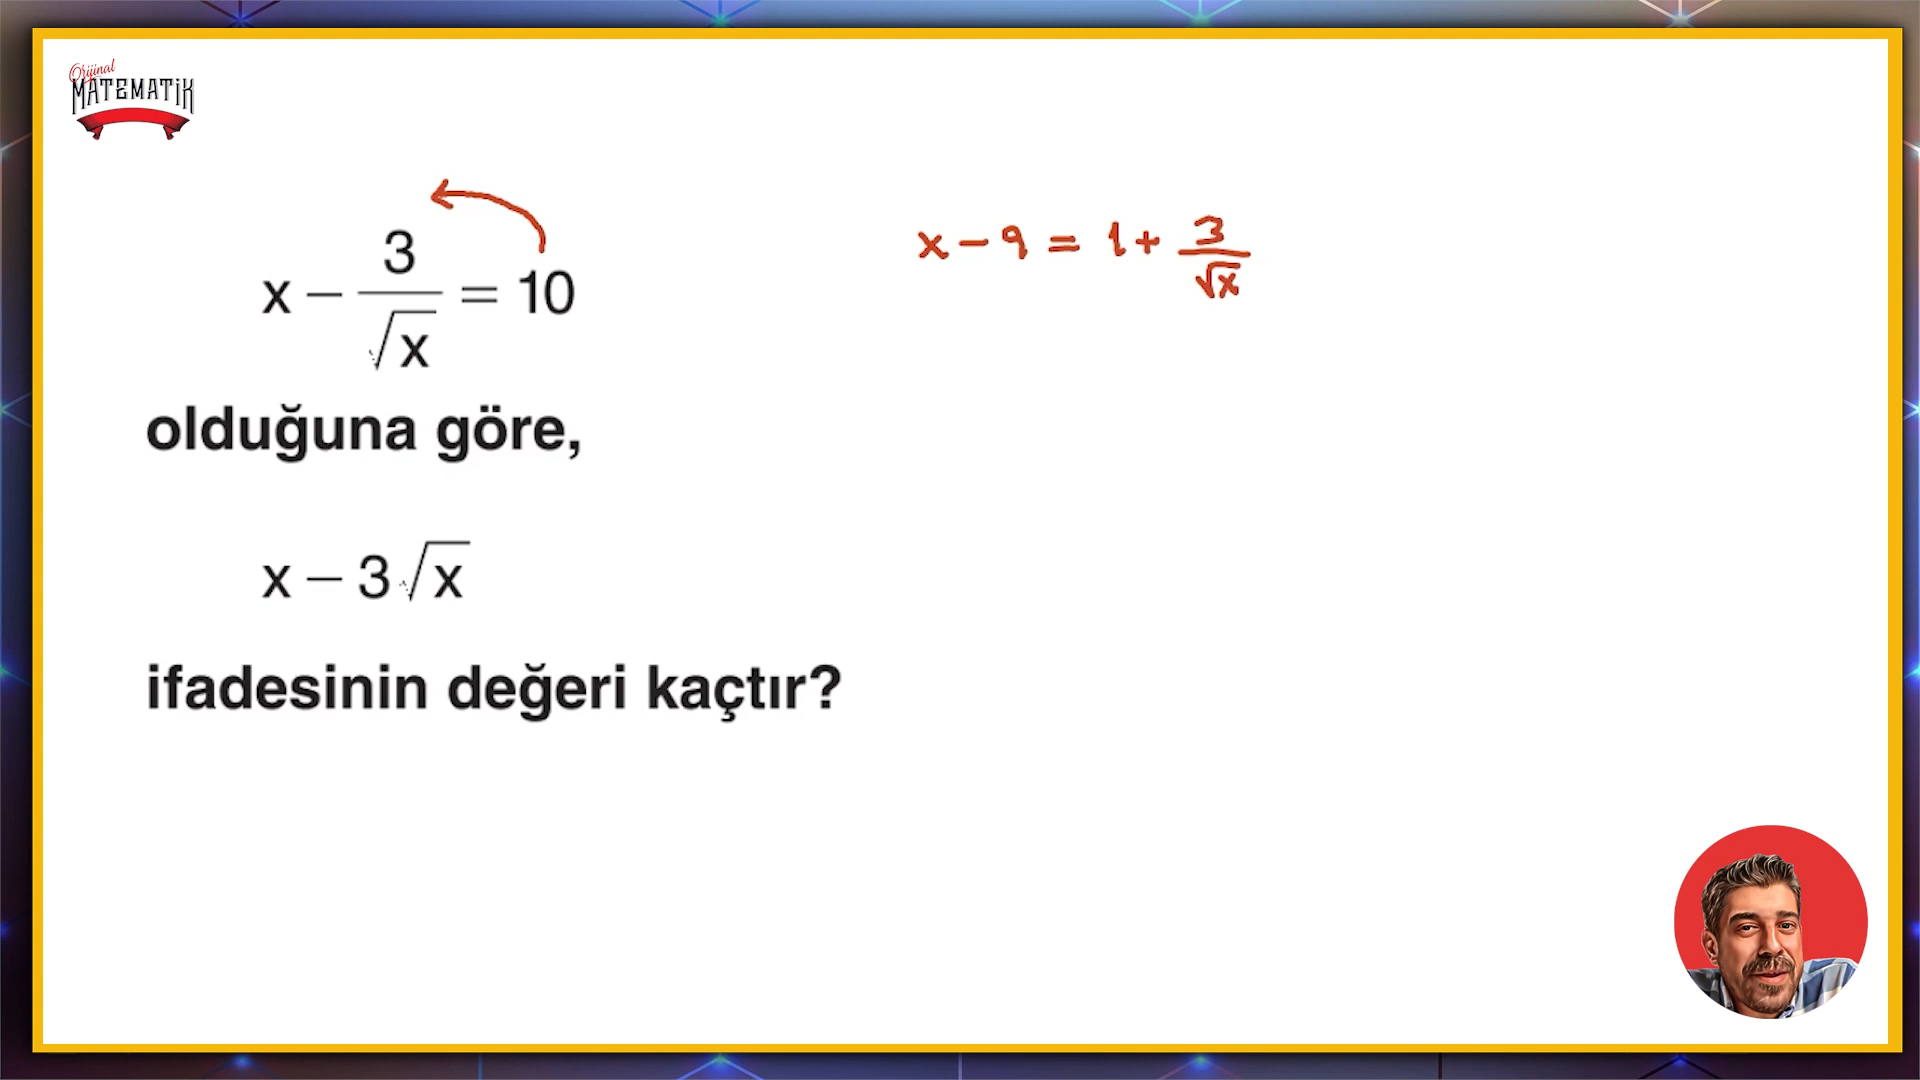 Orijinal
MATEMATİK
x − 3/√x = 10
olduğuna göre,
x − 3√x
ifadesinin değeri kaçtır?
x − 9 = 1 + 3/√x